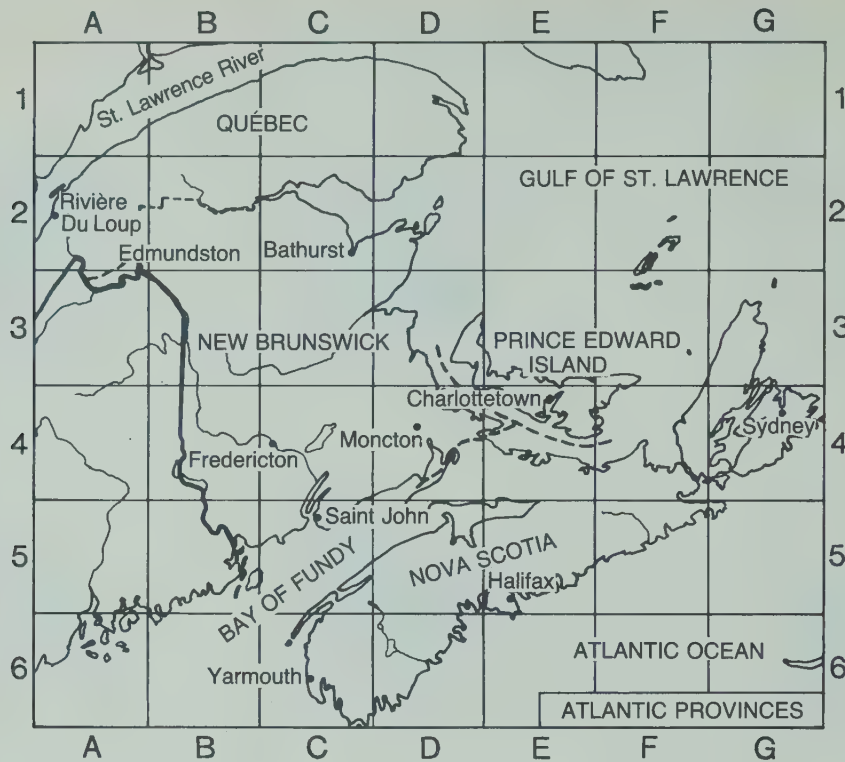 A B C D E F G
1 1
St. Lawrence River
QUÉBEC
2 2
GULF OF ST. LAWRENCE
Rivière
Du Loup
Edmundston
Bathurst
3 3
NEW BRUNSWICK
PRINCE EDWARD
ISLAND
4 4
Charlottetown
Sýdney
Moncton
Fredericton
Saint John
5 5
BAY OF FUNDY
NOVA SCOTIA
Halifax
6 6
ATLANTIC OCEAN
Yarmouth
ATLANTIC PROVINCES
A B C D E F G